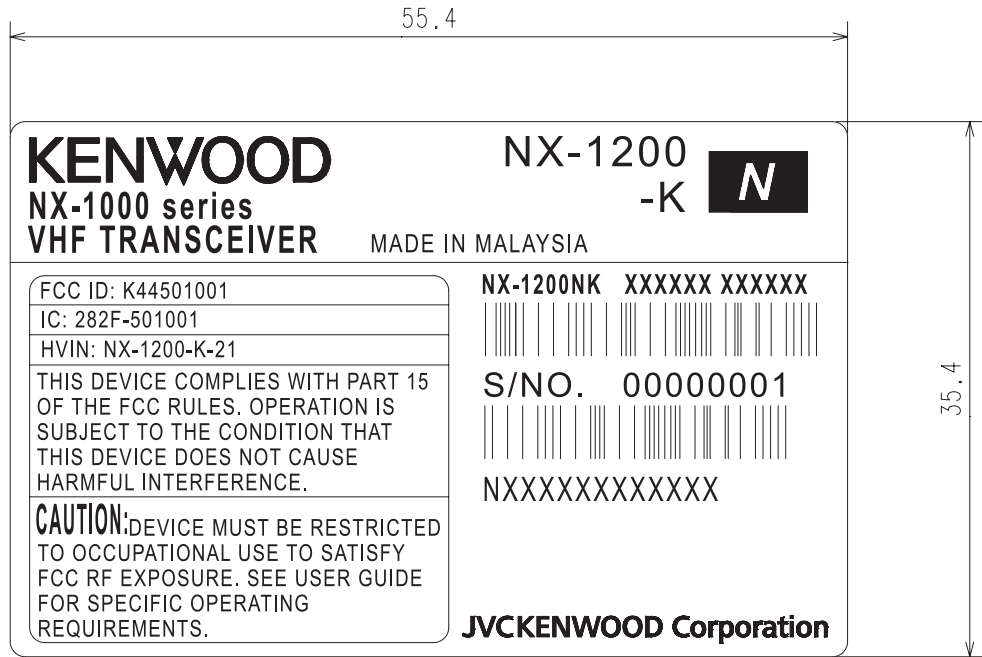 55.4
KENWOOD
NX-1000 series
VHF TRANSCEIVER
MADE IN MALAYSIA
NX-1200
-K
N
FCC ID: K44501001
IC: 282F-501001
HVIN: NX-1200-K-21
THIS DEVICE COMPLIES WITH PART 15
OF THE FCC RULES. OPERATION IS
SUBJECT TO THE CONDITION THAT
THIS DEVICE DOES NOT CAUSE
HARMFUL INTERFERENCE.
CAUTION:DEVICE MUST BE RESTRICTED
TO OCCUPATIONAL USE TO SATISFY
FCC RF EXPOSURE. SEE USER GUIDE
FOR SPECIFIC OPERATING
REQUIREMENTS.
NX-1200NK XXXXXX XXXXXX
S/NO. 00000001
NXXXXXXXXXXXXX
JVCKENWOOD Corporation
35.4